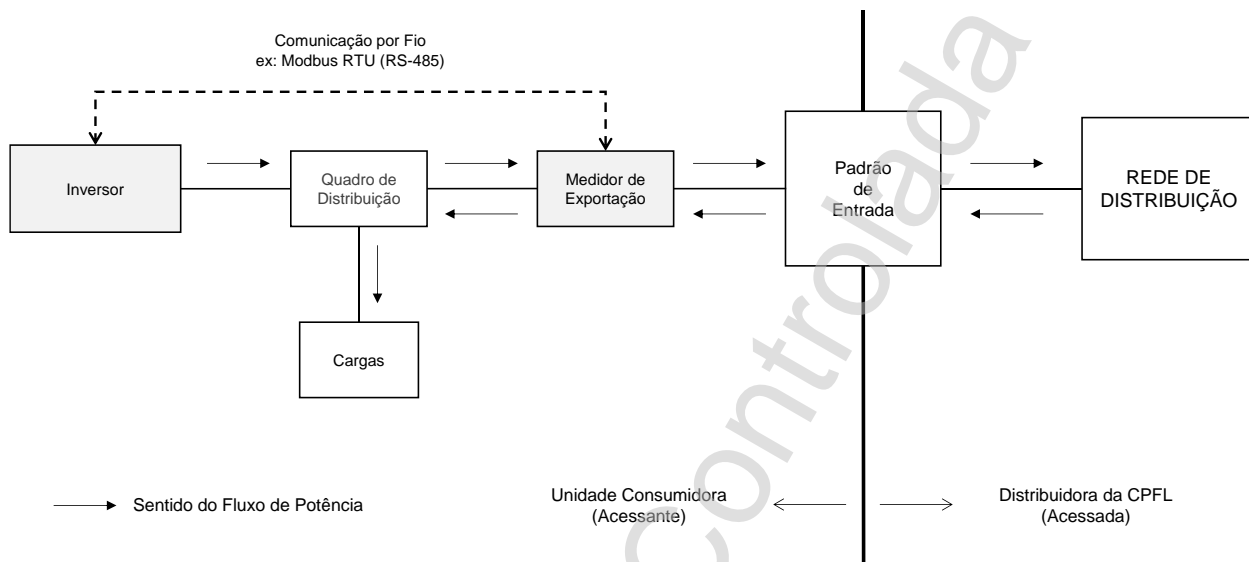 Comunicação por Fio
ex: Modbus RTU (RS-485)
Inversor
Quadro de
Distribuição
Medidor de
Exportação
Padrão
de
Entrada
REDE DE
DISTRIBUIÇÃO
Cargas
Sentido do Fluxo de Potência
Unidade Consumidora
(Acessante)
Distribuidora da CPFL
(Acessada)
Controlada